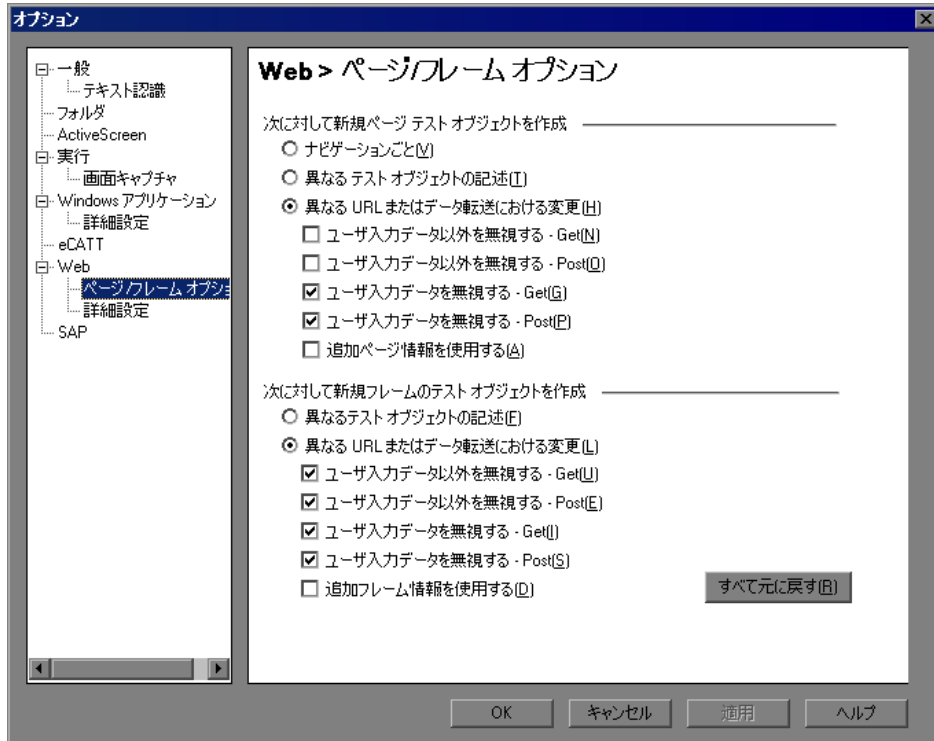 オプション
一般
テキスト認識
フォルダ
ActiveScreen
実行
画面キャプチャ
Windows アプリケーション
詳細設定
eCATT
Web
ページ/フレーム オプショ
詳細設定
SAP
Web > ページ/フレーム オプション
次に対して新規ページ テスト オブジェクトを作成
ナビゲーションごと(V)
異なる テスト オブジェクトの記述(T)
異なる URL またはデータ転送における変更(H)
ユーザ入力データ以外を無視する - Get(N)
ユーザ入力データ以外を無視する - Post(O)
ユーザ入力データを無視する - Get(G)
ユーザ入力データを無視する - Post(P)
追加ページ情報を使用する(A)
次に対して新規フレームのテスト オブジェクトを作成
異なるテスト オブジェクトの記述(F)
異なる URL またはデータ転送における変更(L)
ユーザ入力データ以外を無視する - Get(U)
ユーザ入力データ以外を無視する - Post(E)
ユーザ入力データを無視する - Get(I)
ユーザ入力データを無視する - Post(S)
追加フレーム情報を使用する(D)
すべて元に戻す(R)
OK
キャンセル
適用
ヘルプ